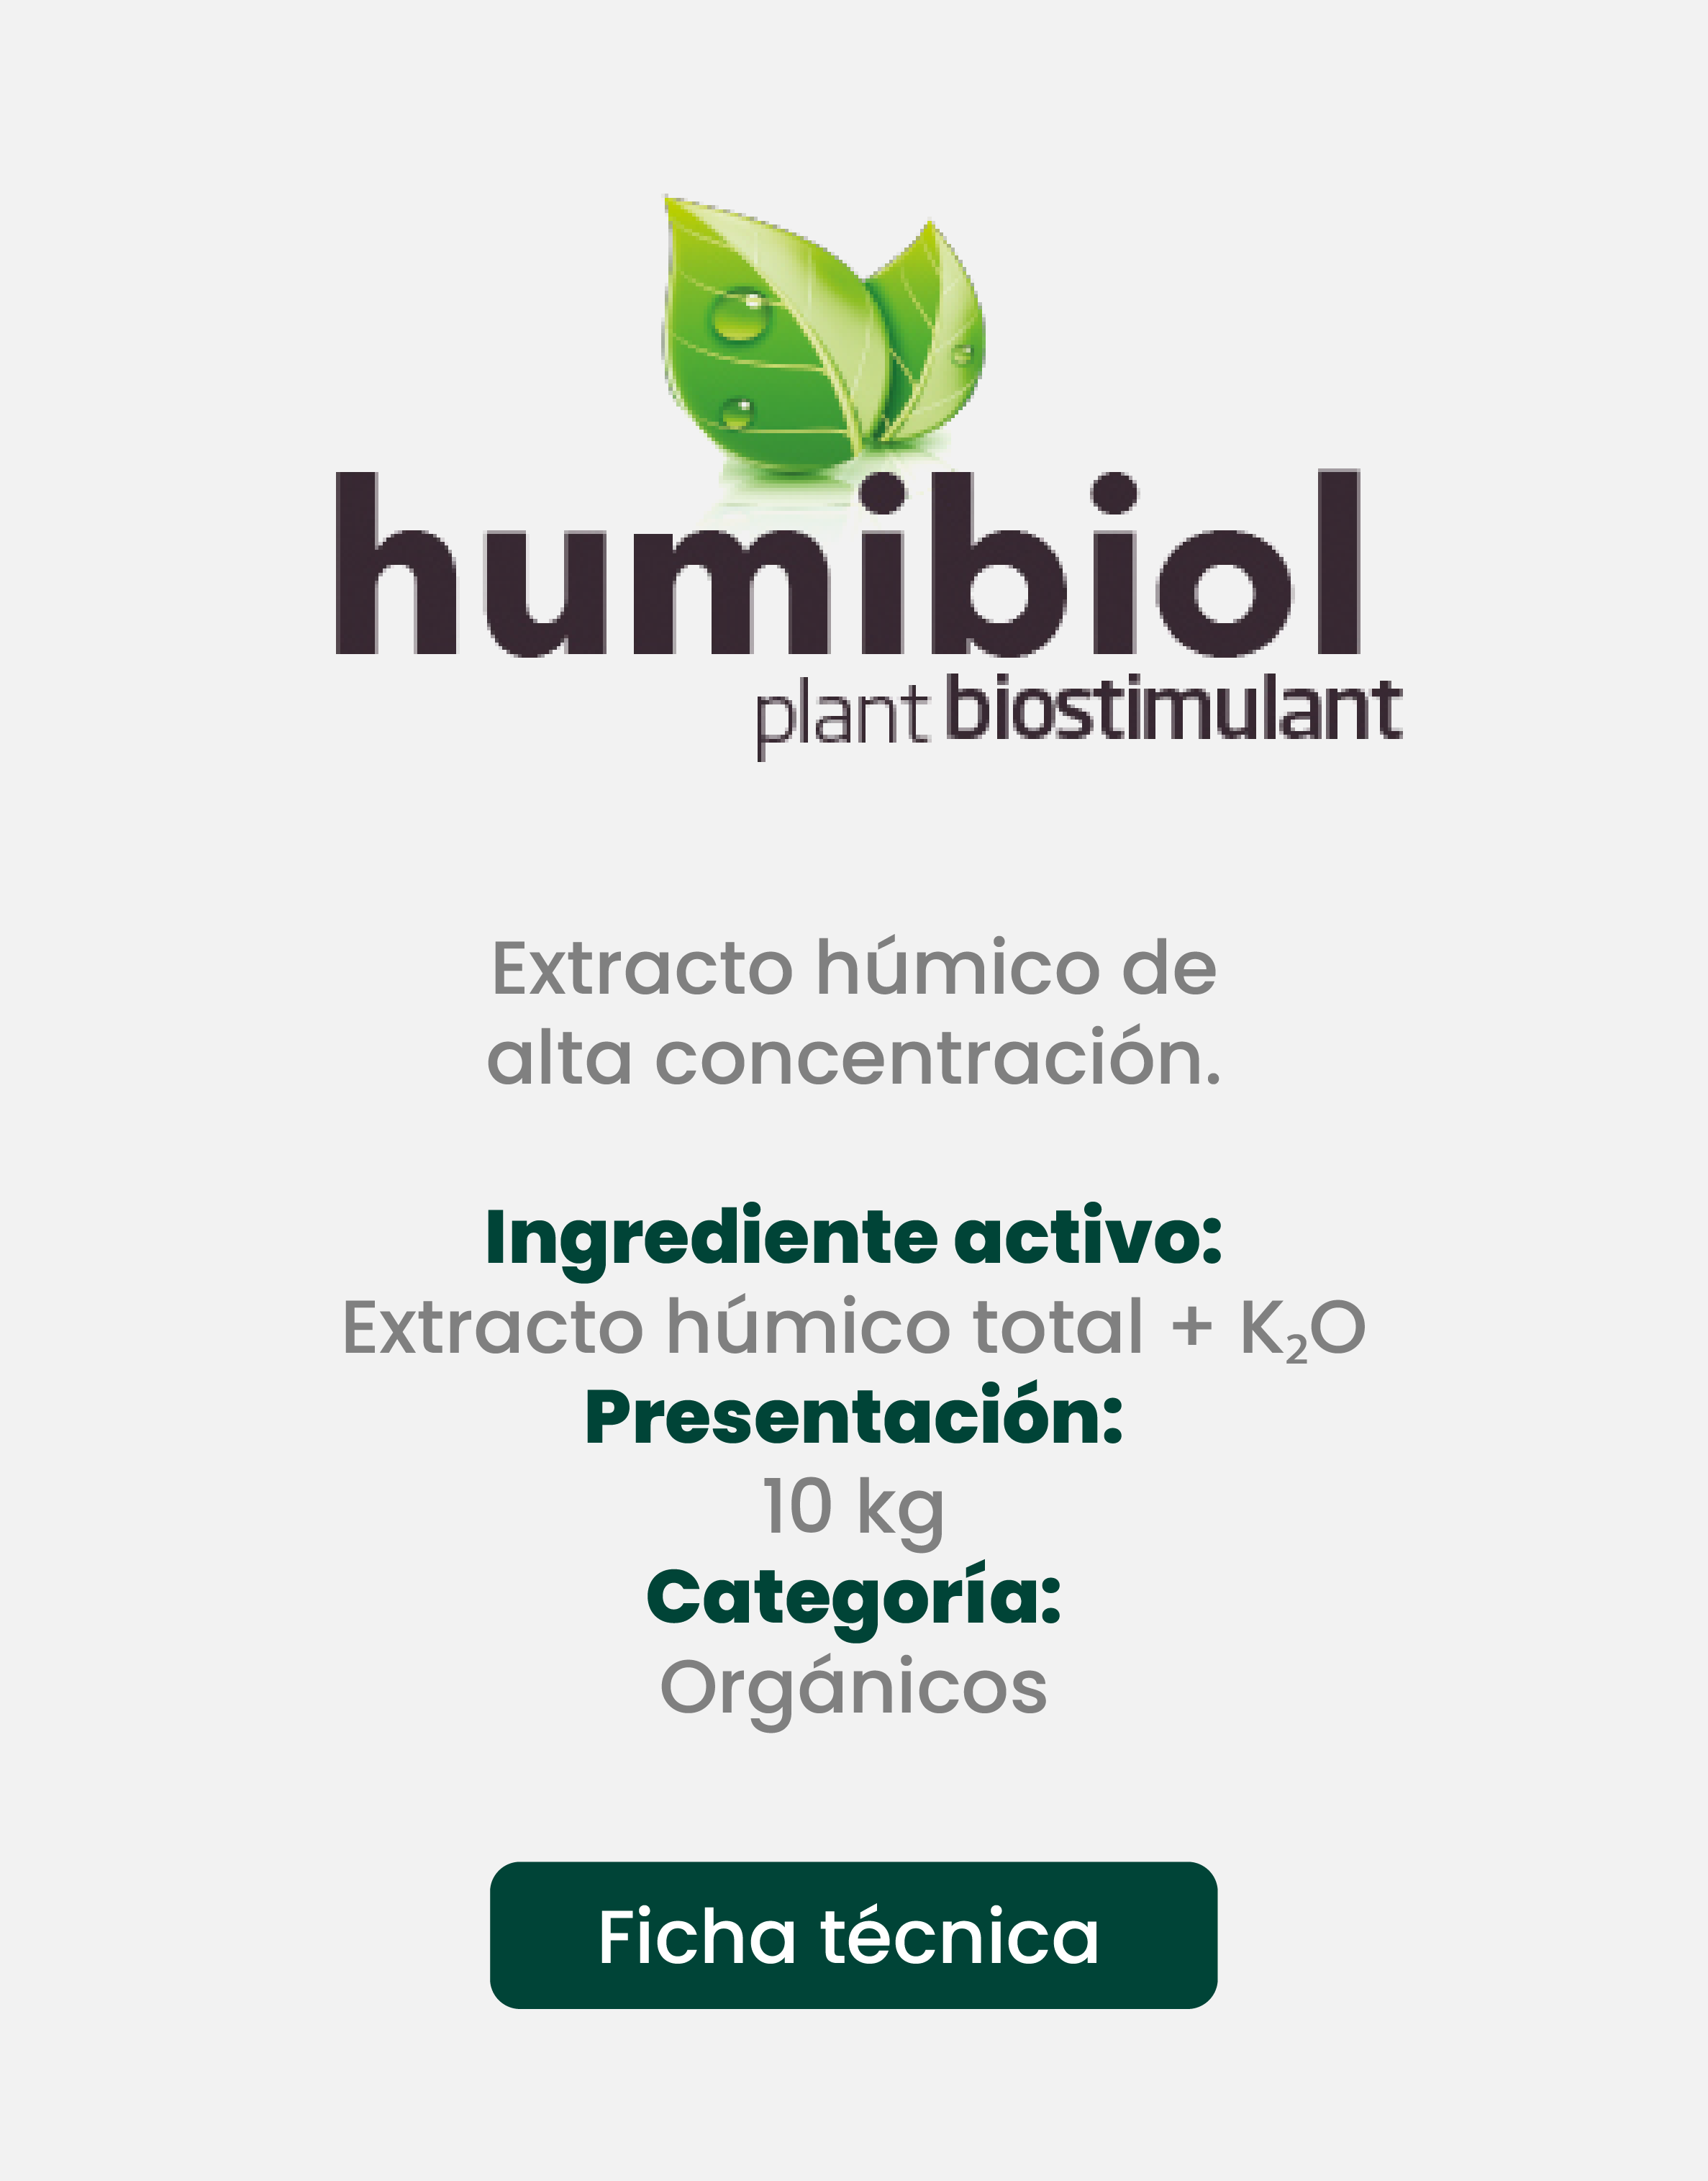 humibiol
plant biostimulant
Extracto húmico de
alta concentración.
Ingrediente activo:
Extracto húmico total + K₂O
Presentación:
10 kg
Categoría:
Orgánicos
Ficha técnica